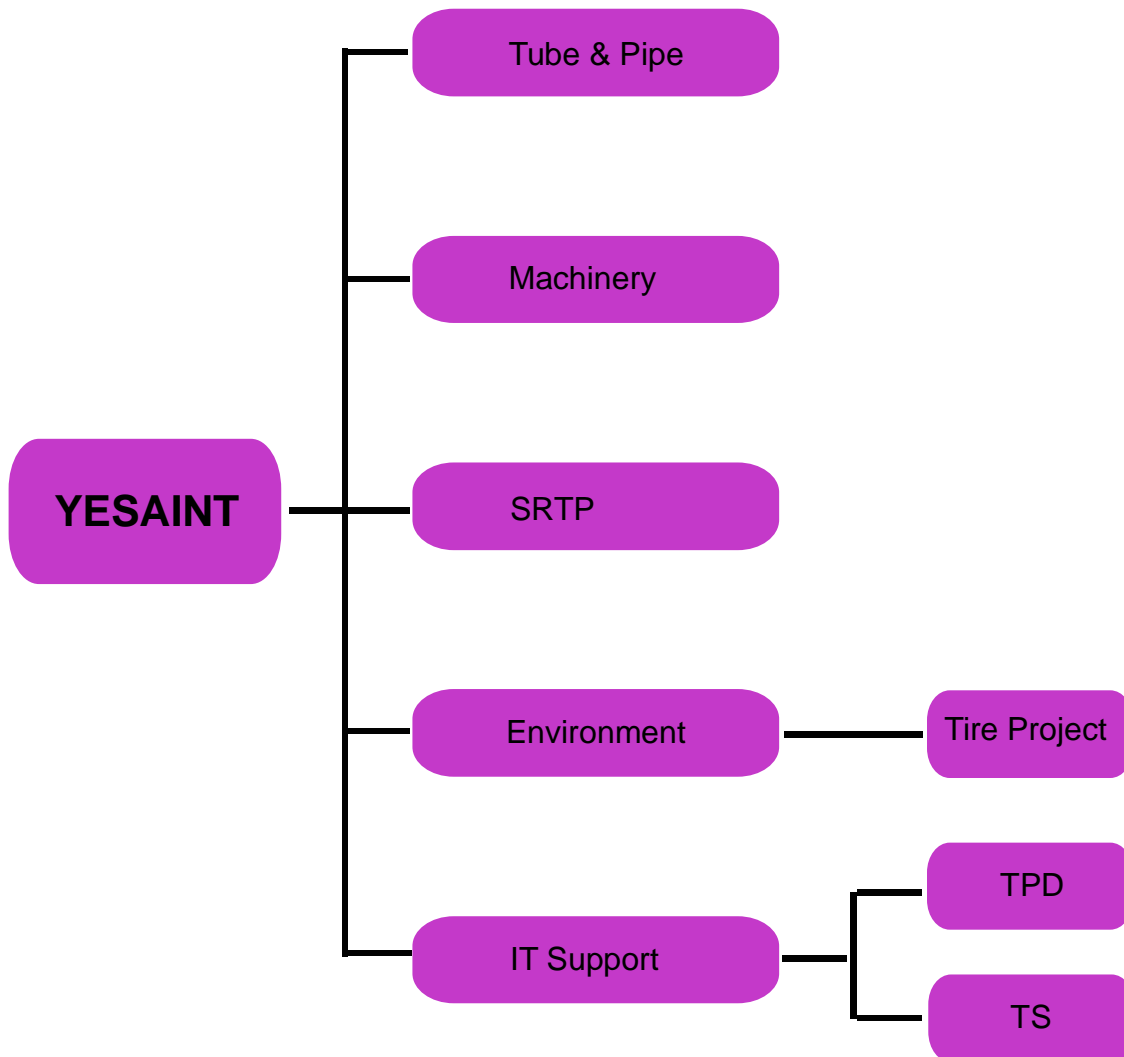 Tube & Pipe
Machinery
YESAINT
SRTP
Environment
Tire Project
TPD
IT Support
TS